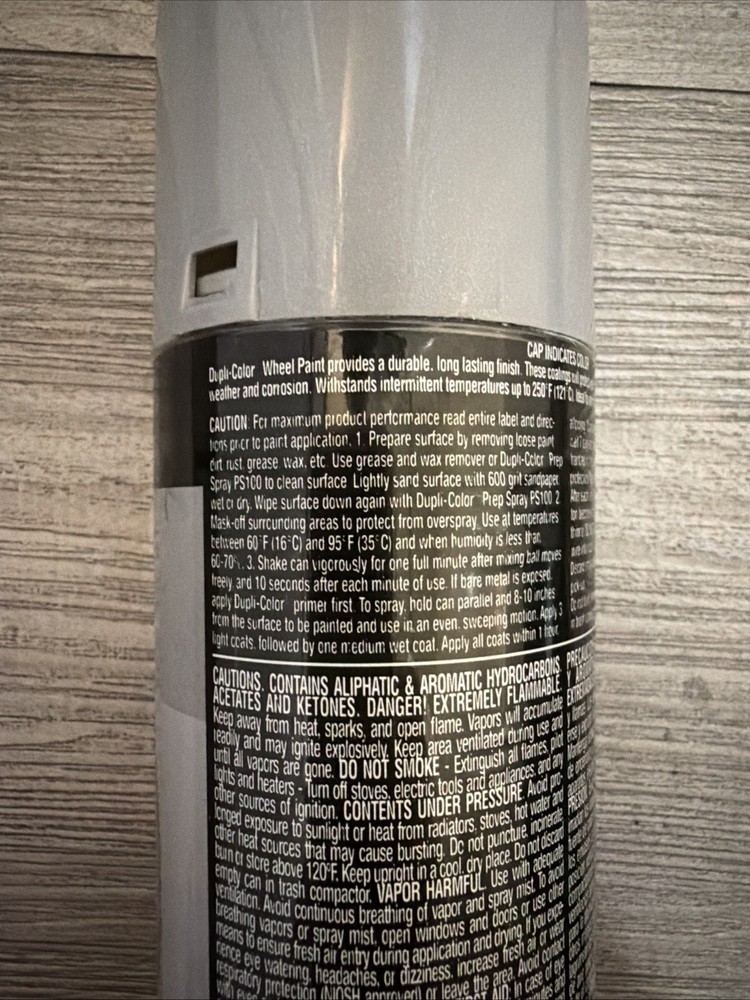 CAP INDICATES COLOR
Dupli-Color Wheel Paint provides a durable, long lasting finish. These coatings
weather and corrosion. Withstands intermittent temperatures up to 250°F (121°C).
CAUTION: For maximum product performance read entire label and direc-
tions prior to paint application. 1. Prepare surface by removing loose paint
dirt, rust, grease, wax, etc. Use grease and wax remover or Dupli-Color Prep
Spray PS100 to clean surface. Lightly sand surface with 600 grit sandpaper,
wet or dry. Wipe surface down again with Dupli-Color Prep Spray PS100. 2.
Mask-off surrounding areas to protect from overspray. Use at temperatures
between 60°F (16°C) and 95°F (35°C) and when humidity is less than
60-70%. 3. Shake can vigorously for one full minute after mixing ball moves
freely, and 10 seconds after each minute of use. If bare metal is exposed,
apply Dupli-Color primer first. To spray, hold can parallel and 8-10 inches
from the surface to be painted and use in an even, sweeping motion. Apply 3
light coats, followed by one medium wet coat. Apply all coats within 1 hour.
CAUTIONS. CONTAINS ALIPHATIC & AROMATIC HYDROCARBONS,
ACETATES AND KETONES. DANGER! EXTREMELY FLAMMABLE.
Keep away from heat, sparks, and open flame. Vapors will accumulate
readily and may ignite explosively. Keep area ventilated during use and
until all vapors are gone. DO NOT SMOKE - Extinguish all flames, pilot
lights and heaters - Turn off stoves, electric tools and appliances, and any
other sources of ignition. CONTENTS UNDER PRESSURE. Avoid pro-
longed exposure to sunlight or heat from radiators, stoves, hot water and
other heat sources that may cause bursting. Do not puncture, incinerate,
burn or store above 120°F. Keep upright in a cool, dry place. Do not discard
empty can in trash compactor. VAPOR HARMFUL. Use with adequate
ventilation. Avoid continuous breathing of vapor and spray mist. To avoid
breathing vapors or spray mist, open windows and doors or use other
means to ensure fresh air entry during application and drying. If you expe-
rience eye watering, headaches, or dizziness, increase fresh air or wear
respiratory protection (NIOSH approved) or leave the area. Avoid contact
with eyes FIRST AID: In case of eye